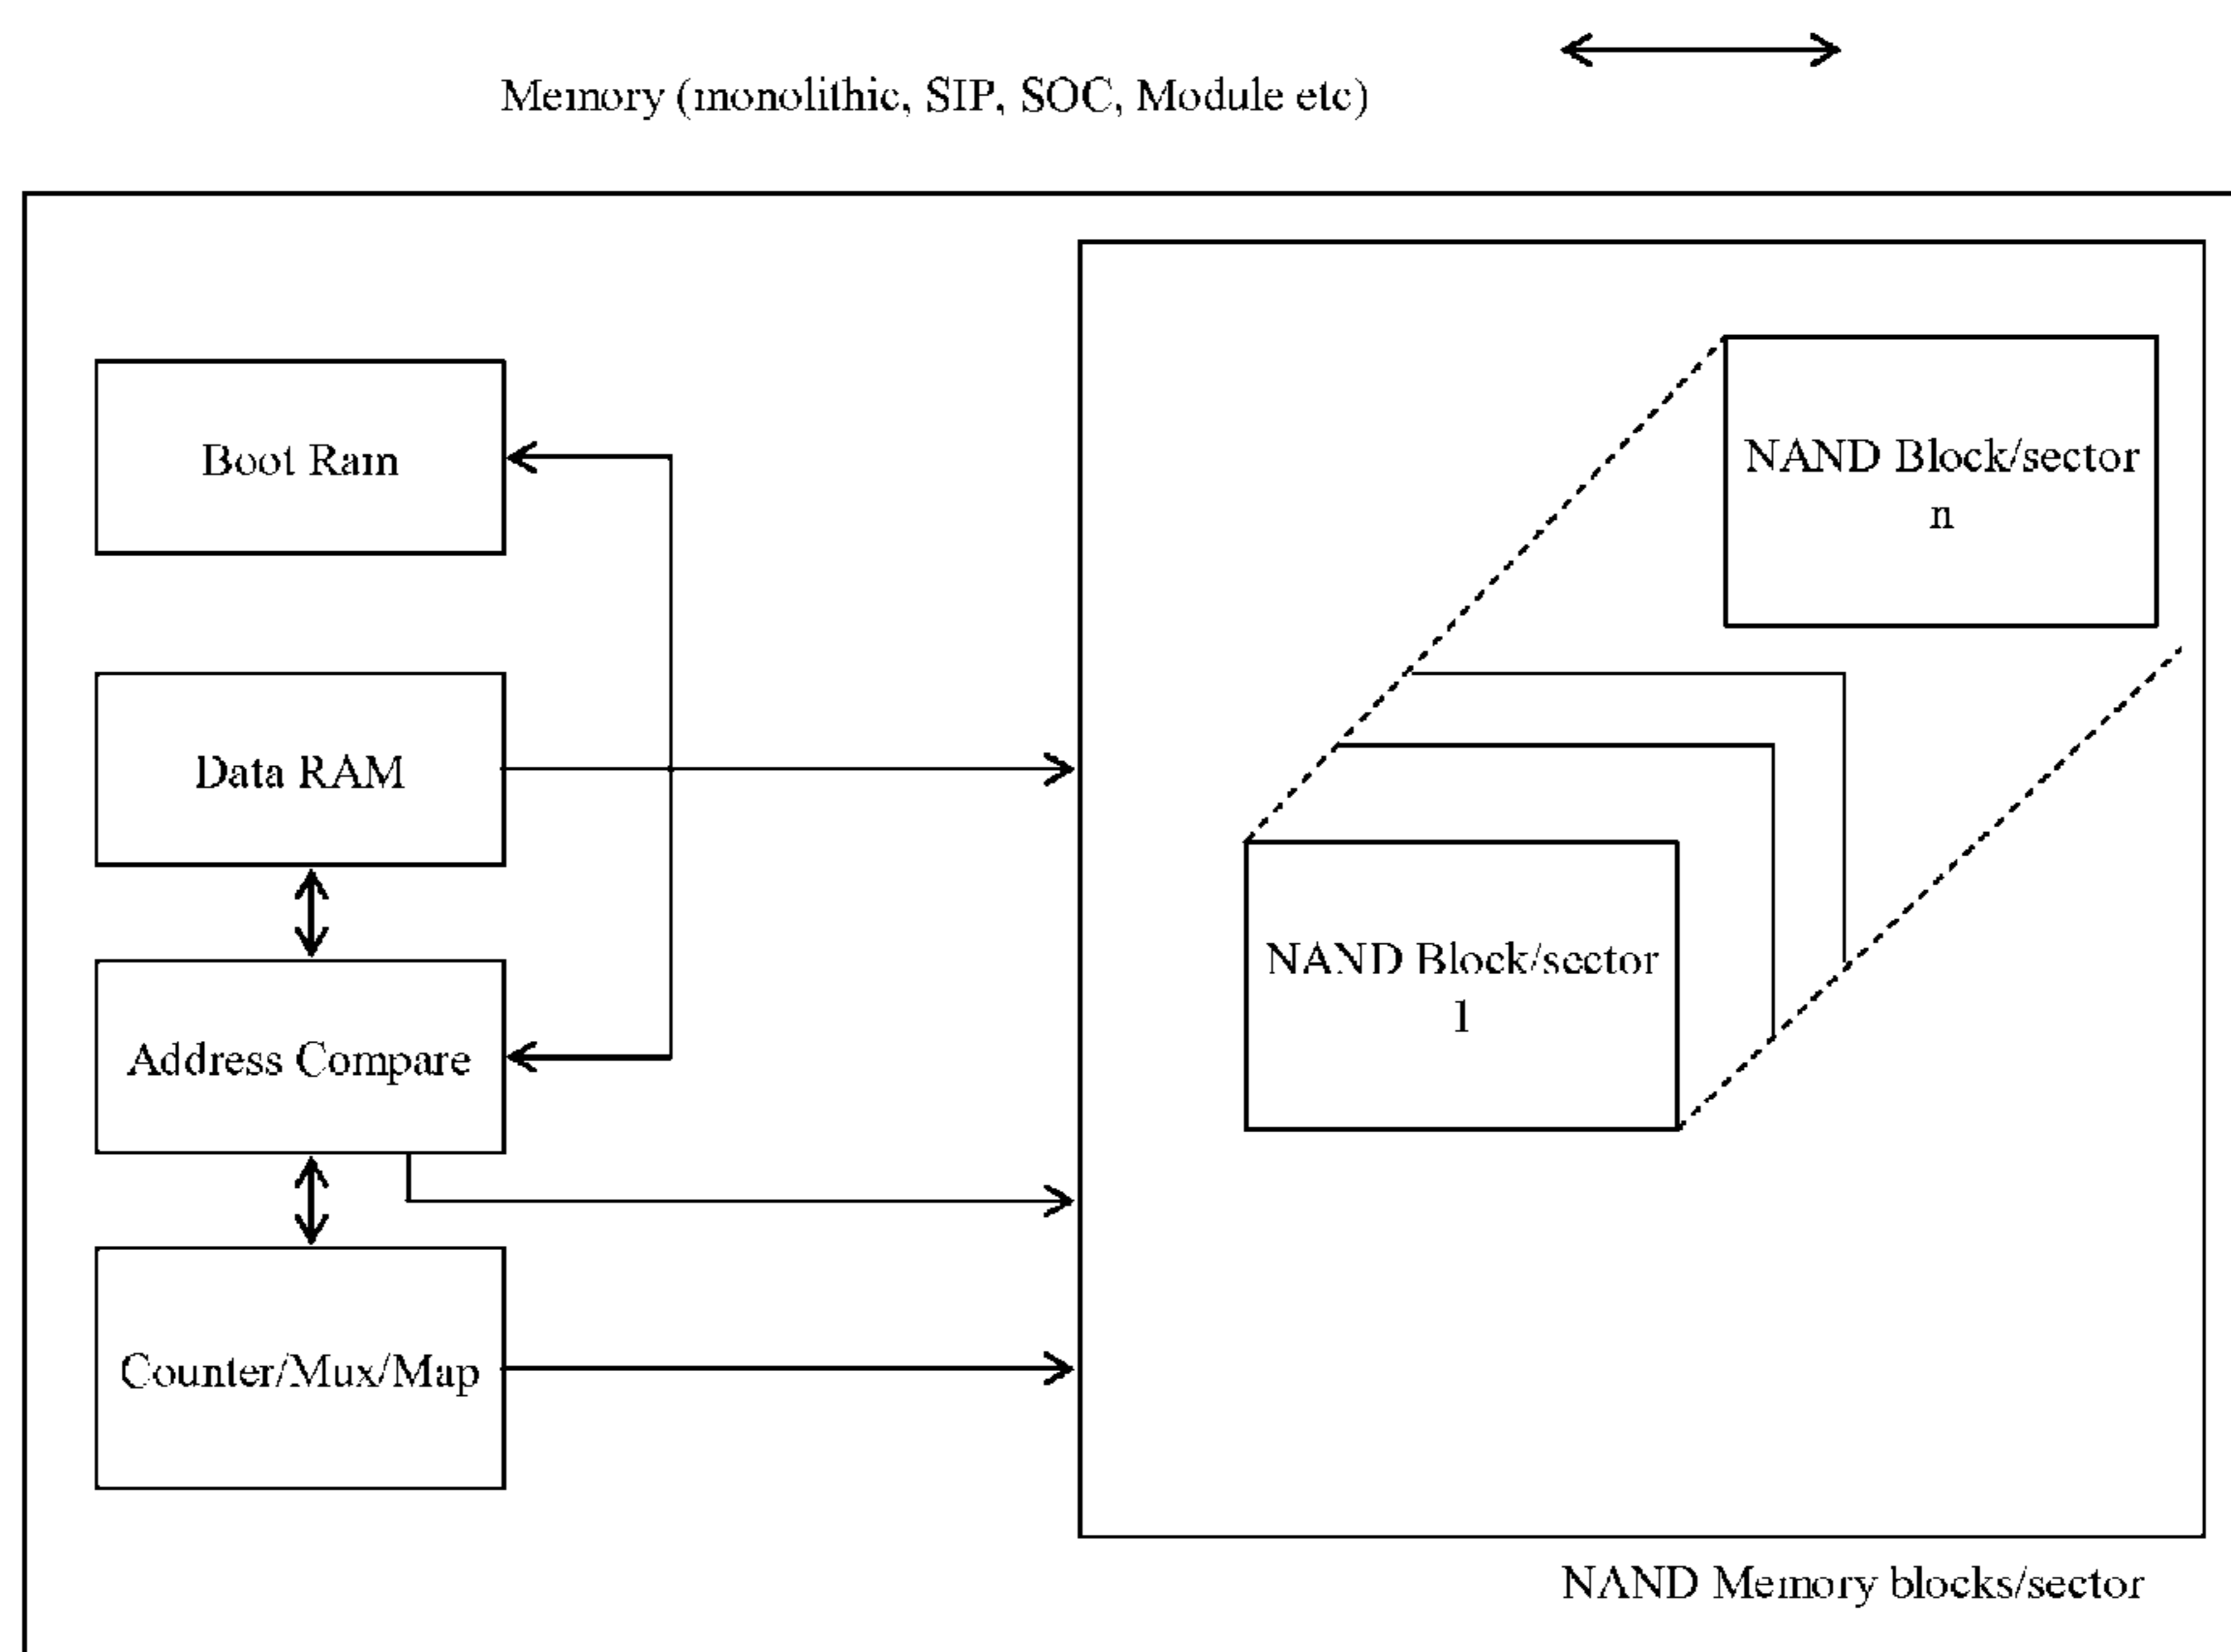 Memory (monolithic, SIP, SOC, Module etc)
Boot Ram
NAND Block/sector
n
Data RAM
NAND Block/sector
1
Address Compare
Counter/Mux/Map
NAND Memory blocks/sector